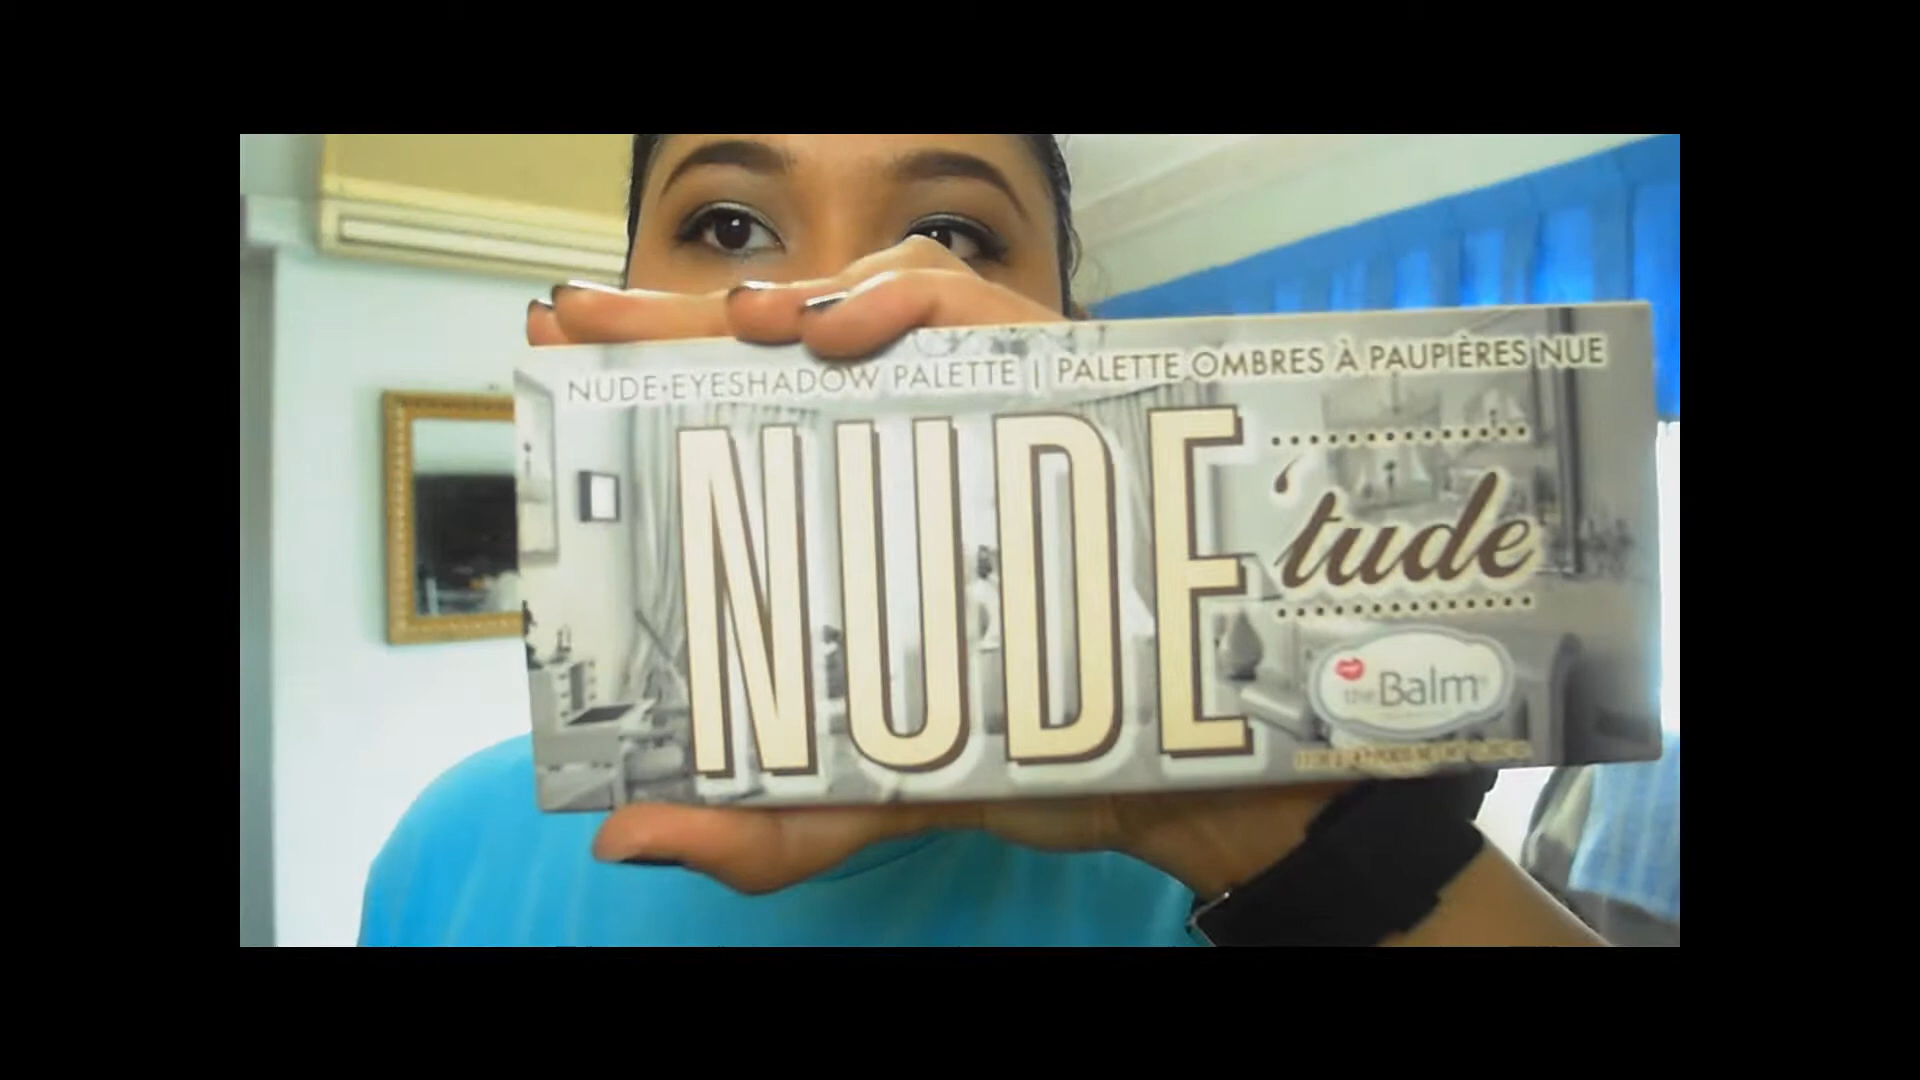 NUDE•EYESHADOW PALETTE | PALETTE OMBRES À PAUPIÈRES NUE
NUDE
'tude
theBalm